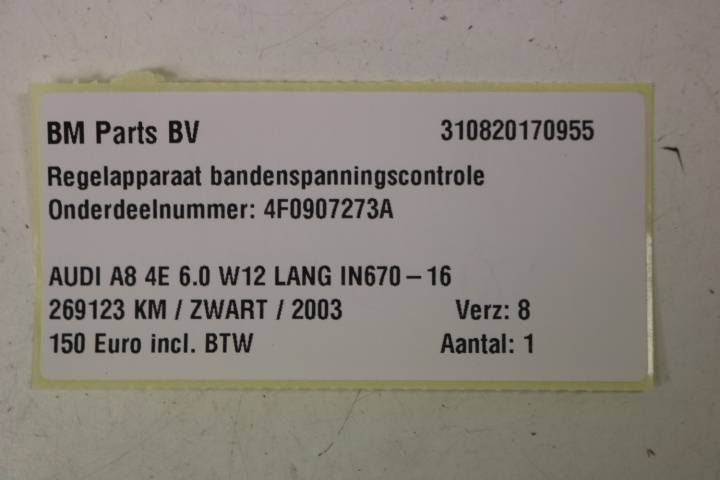 BM Parts BV 310820170955
Regelapparaat bandenspanningscontrole
Onderdeelnummer: 4F0907273A
AUDI A8 4E 6.0 W12 LANG IN670 – 16
269123 KM / ZWART / 2003 Verz: 8
150 Euro incl. BTW Aantal: 1